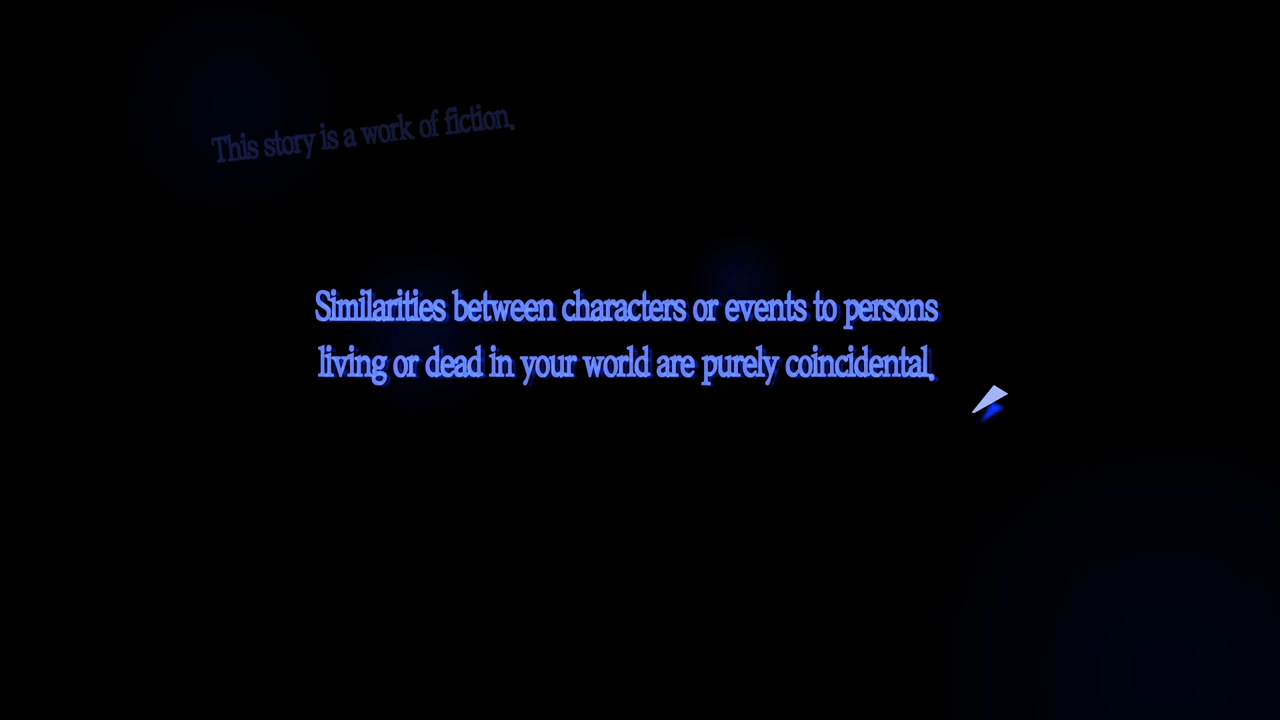 This story is a work of fiction.
Similarities between characters or events to persons
living or dead in your world are purely coincidental.